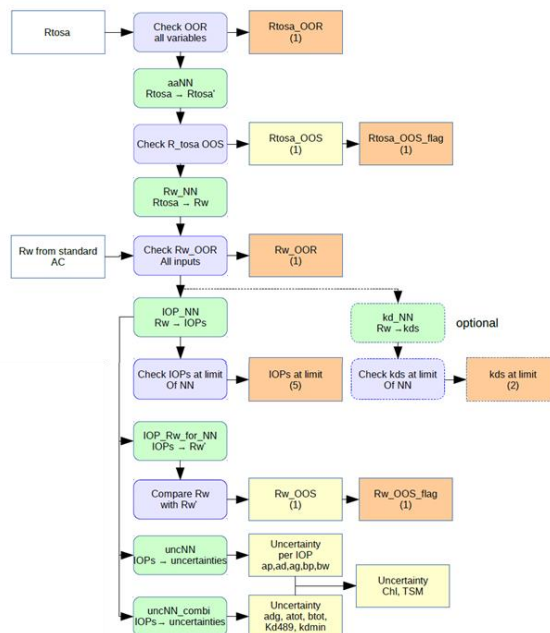 Rtosa
Check OOR
all variables
Rtosa_OOR
(1)
aaNN
Rtosa → Rtosa'
Check R_tosa OOS
Rtosa_OOS
(1)
Rtosa_OOS_flag
(1)
Rw_NN
Rtosa → Rw
Rw from standard
AC
Check Rw_OOR
All inputs
Rw_OOR
(1)
IOP_NN
Rw → IOPs
kd_NN
Rw →kds
optional
Check IOPs at limit
Of NN
IOPs at limit
(5)
Check kds at limit
Of NN
kds at limit
(2)
IOP_Rw_for_NN
IOPs → Rw'
Compare Rw
with Rw'
Rw_OOS
(1)
Rw_OOS_flag
(1)
uncNN
IOPs → uncertainties
Uncertainty
per IOP
ap,ad,ag,bp,bw
Uncertainty
Chl, TSM
uncNN_combi
IOPs→ uncertainties
Uncertainty
adg, atot, btot,
Kd489, kdmin